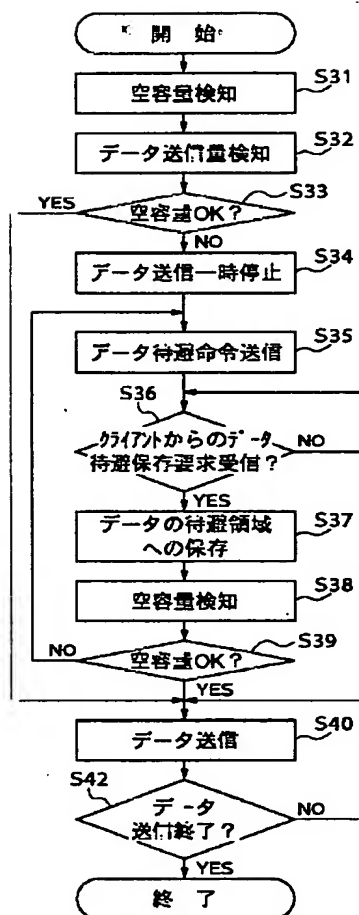 開 始
空容量検知
S31
データ送信量検知
S32
空容量OK?
S33
YES
NO
データ送信一時停止
S34
データ待避命令送信
S35
S36
クライアントからのデータ
待避保存要求受信?
NO
YES
データの待避領域
への保存
S37
空容量検知
S38
空容量OK?
S39
NO
YES
データ送信
S40
S42
データ
送信終了?
NO
YES
終 了